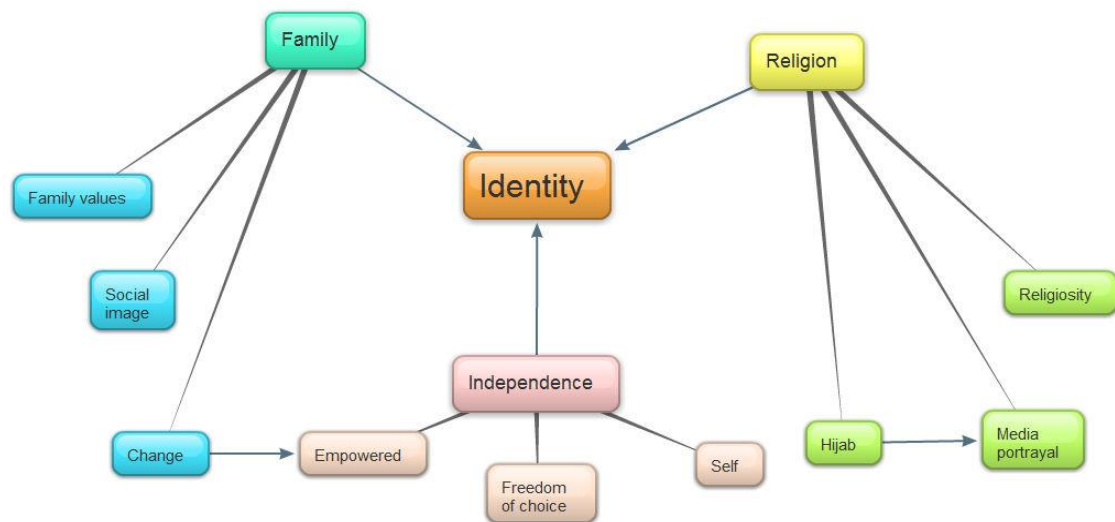 Family
Religion
Identity
Family values
Social
image
Religiosity
Independence
Change
Empowered
Freedom
of choice
Self
Hijab
Media
portrayal